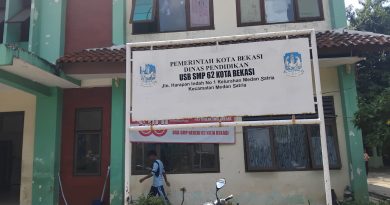 PEMERINTAH KOTA BEKASI
DINAS PENDIDIKAN
USB SMP 62 KOTA BEKASI
Jln. Harapan Indah No 1 Kelurahan Medan Satria
Kecamatan Medan Satria
USB SMP NEGERI 62 KOTA BEKASI